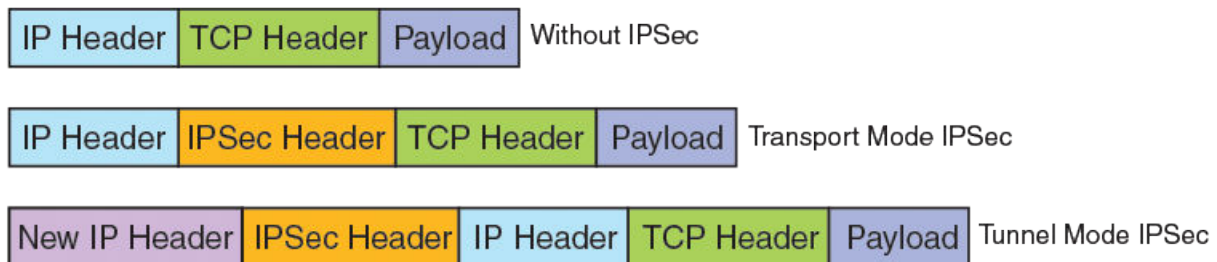 IP Header TCP Header Payload Without IPSec
IP Header IPSec Header TCP Header Payload Transport Mode IPSec
New IP Header IPSec Header IP Header TCP Header Payload Tunnel Mode IPSec